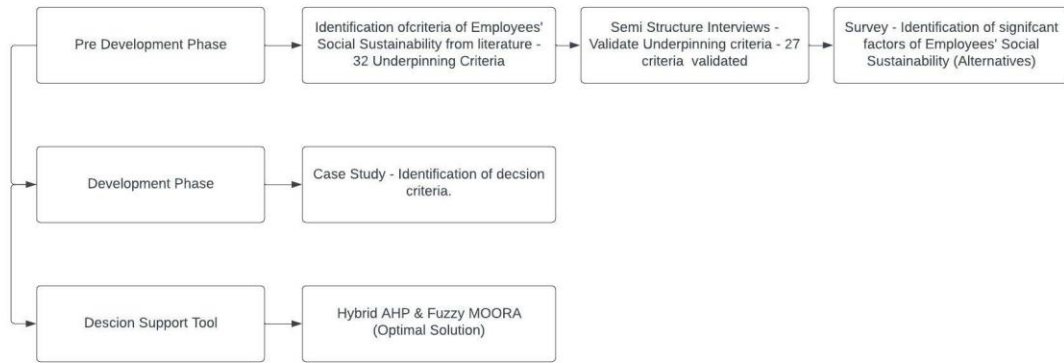 Pre Development Phase
Identification ofcriteria of Employees'
Social Sustainability from literature -
32 Underpinning Criteria
Semi Structure Interviews -
Validate Underpinning criteria - 27
criteria validated
Survey - Identification of signifcant
factors of Employees' Social
Sustainability (Alternatives)
Development Phase
Case Study - Identification of decsion
criteria.
Descion Support Tool
Hybrid AHP & Fuzzy MOORA
(Optimal Solution)